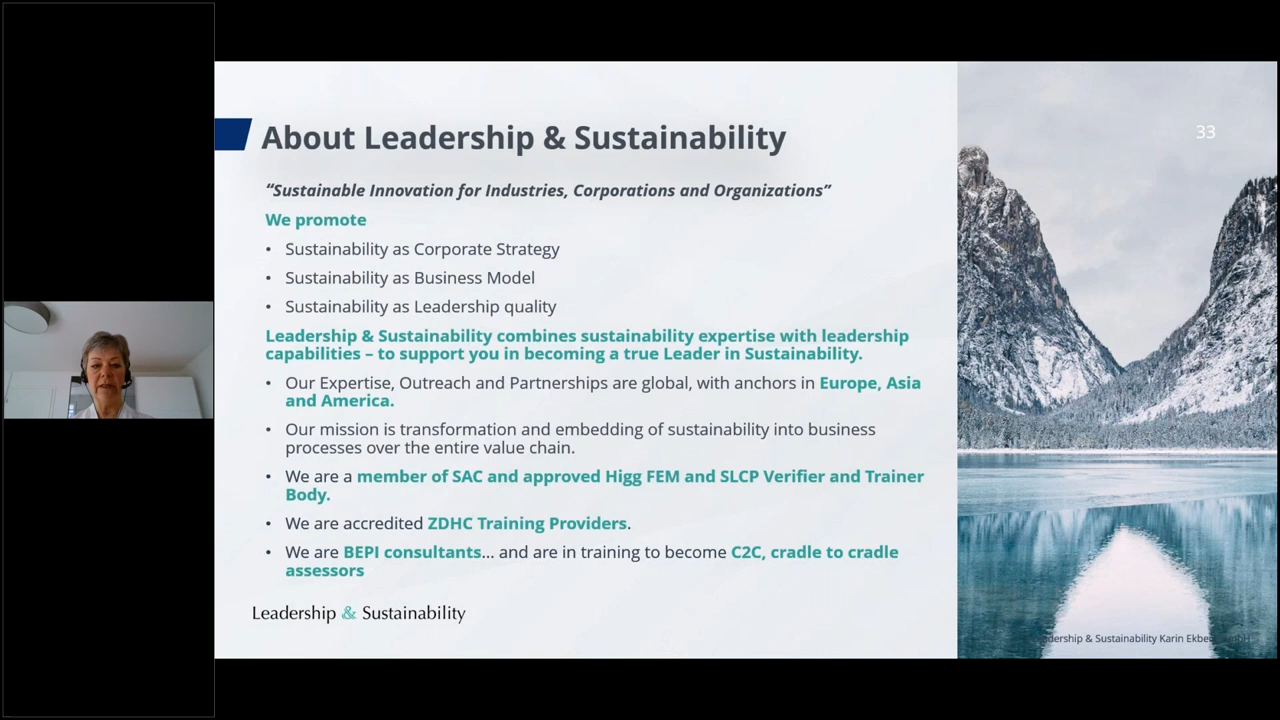 33
About Leadership & Sustainability
“Sustainable Innovation for Industries, Corporations and Organizations”
We promote
• Sustainability as Corporate Strategy
• Sustainability as Business Model
• Sustainability as Leadership quality
Leadership & Sustainability combines sustainability expertise with leadership
capabilities – to support you in becoming a true Leader in Sustainability.
• Our Expertise, Outreach and Partnerships are global, with anchors in Europe, Asia
and America.
• Our mission is transformation and embedding of sustainability into business
processes over the entire value chain.
• We are a member of SAC and approved Higg FEM and SLCP Verifier and Trainer
Body.
• We are accredited ZDHC Training Providers.
• We are BEPI consultants... and are in training to become C2C, cradle to cradle
assessors
Leadership & Sustainability
& Sustainability Karin